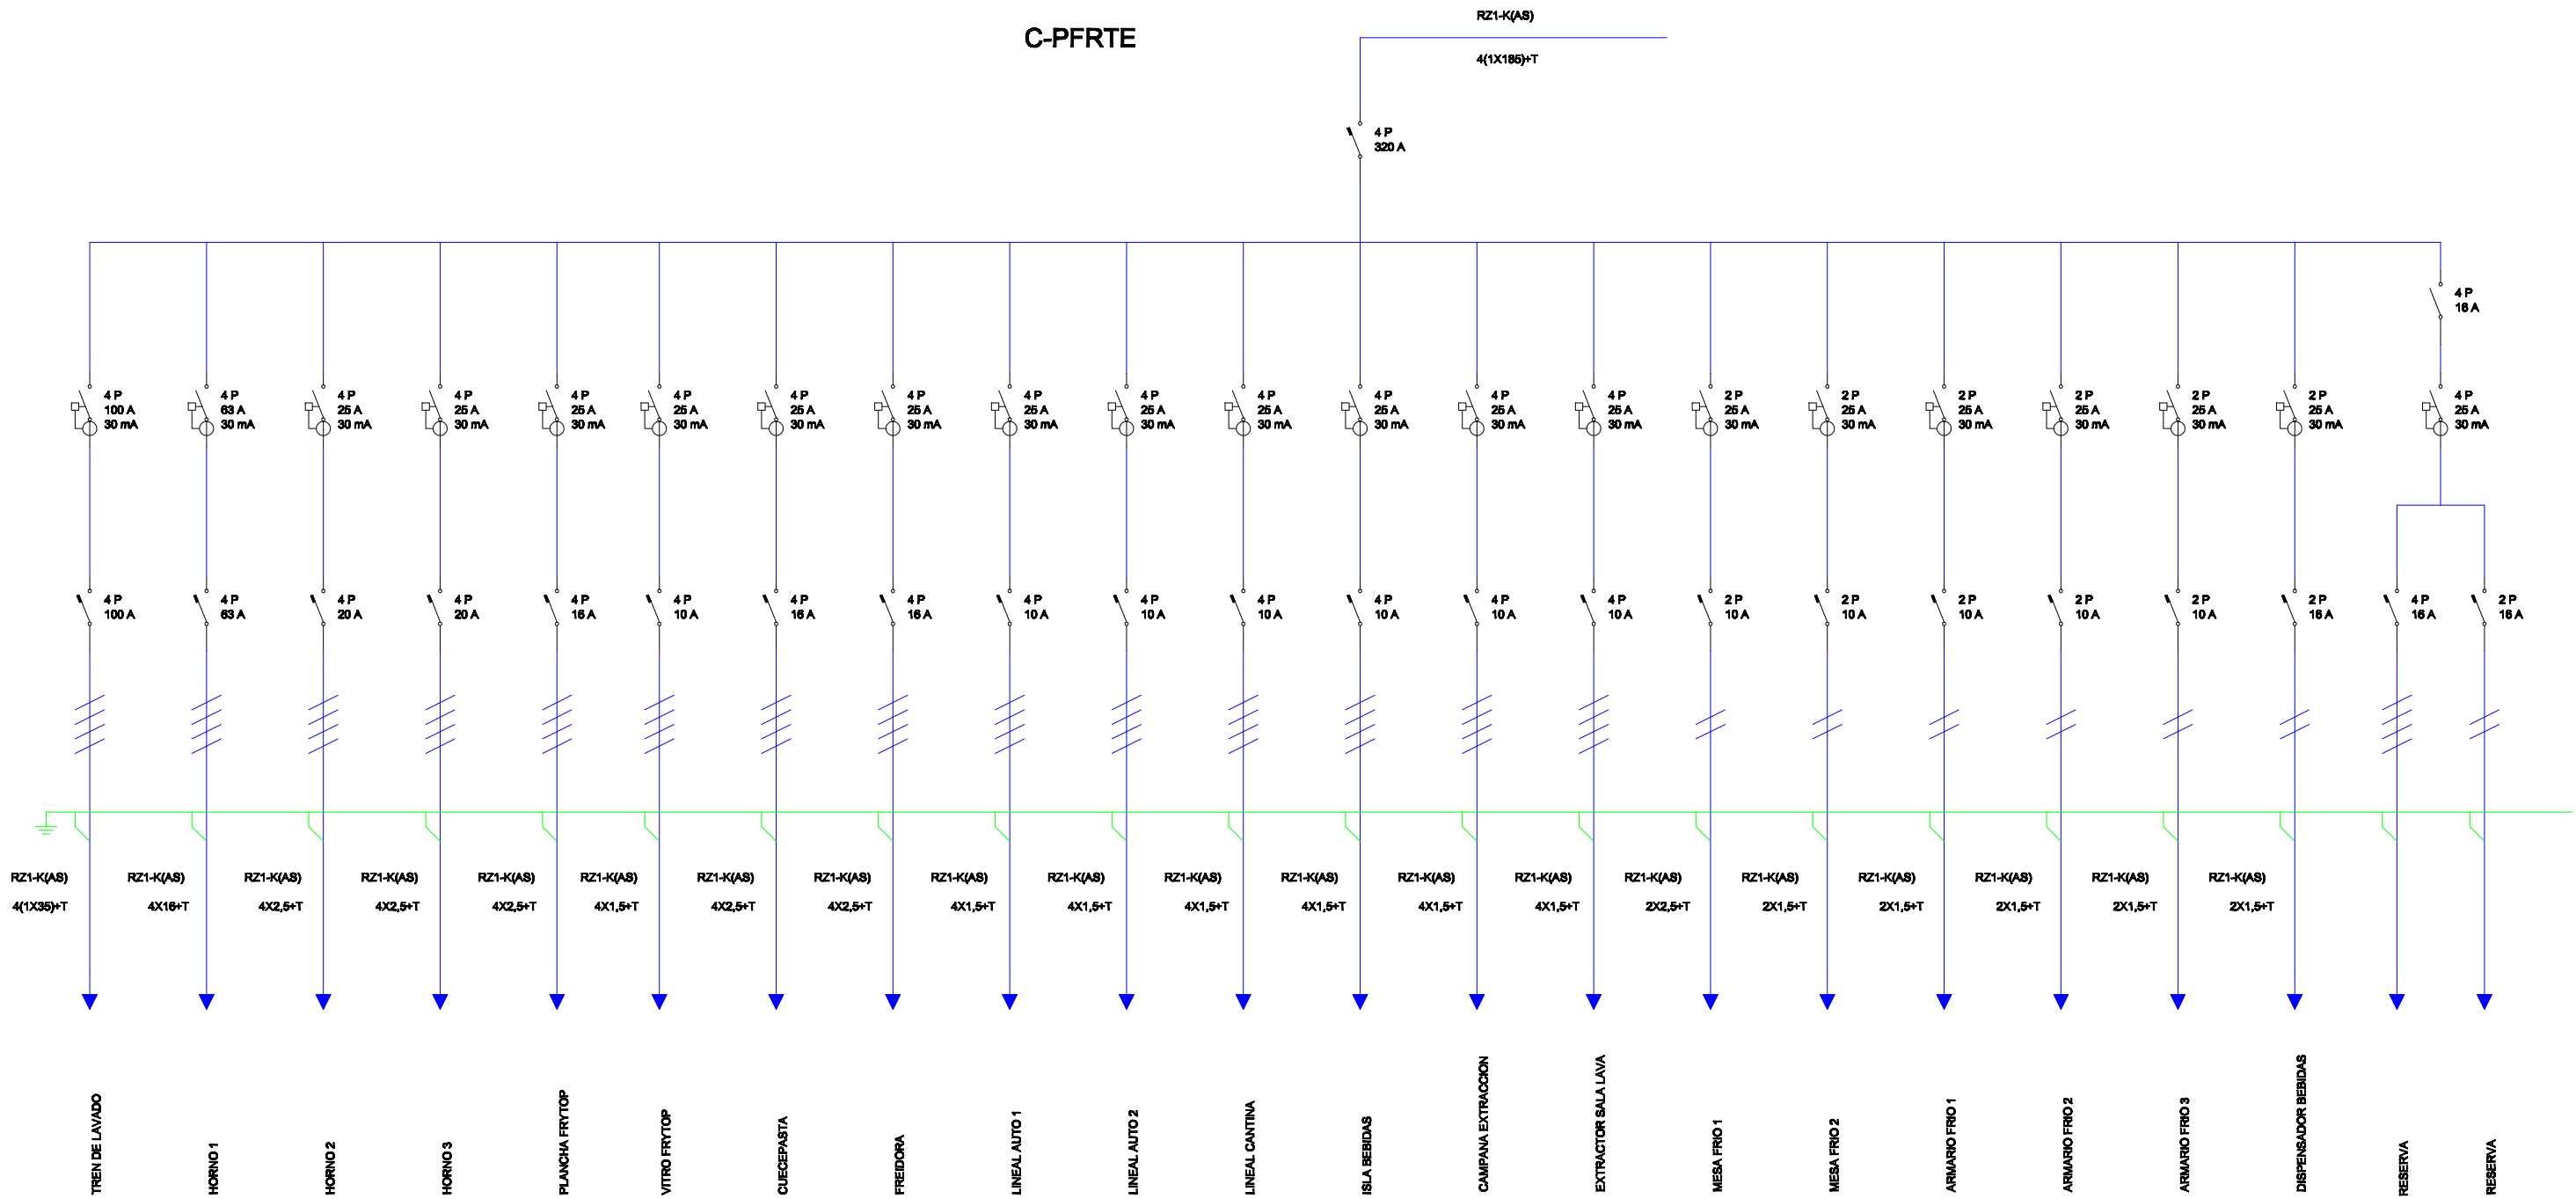 C-PFRTE
RZ1-K(AS)
4(1X185)+T
4 P
320 A
4 P
16 A
4 P
100 A
30 mA
4 P
63 A
30 mA
4 P
25 A
30 mA
4 P
25 A
30 mA
4 P
25 A
30 mA
4 P
25 A
30 mA
4 P
25 A
30 mA
4 P
25 A
30 mA
4 P
25 A
30 mA
4 P
25 A
30 mA
4 P
25 A
30 mA
4 P
25 A
30 mA
4 P
25 A
30 mA
4 P
25 A
30 mA
2 P
25 A
30 mA
2 P
25 A
30 mA
2 P
25 A
30 mA
2 P
25 A
30 mA
2 P
25 A
30 mA
2 P
25 A
30 mA
4 P
25 A
30 mA
4 P
100 A
4 P
63 A
4 P
20 A
4 P
20 A
4 P
16 A
4 P
10 A
4 P
16 A
4 P
16 A
4 P
10 A
4 P
10 A
4 P
10 A
4 P
10 A
4 P
10 A
4 P
10 A
2 P
10 A
2 P
10 A
2 P
10 A
2 P
10 A
2 P
10 A
2 P
16 A
4 P
16 A
2 P
16 A
RZ1-K(AS)
4(1X35)+T
RZ1-K(AS)
4X16+T
RZ1-K(AS)
4X2,5+T
RZ1-K(AS)
4X2,5+T
RZ1-K(AS)
4X2,5+T
RZ1-K(AS)
4X1,5+T
RZ1-K(AS)
4X2,5+T
RZ1-K(AS)
4X2,5+T
RZ1-K(AS)
4X1,5+T
RZ1-K(AS)
4X1,5+T
RZ1-K(AS)
4X1,5+T
RZ1-K(AS)
4X1,5+T
RZ1-K(AS)
4X1,5+T
RZ1-K(AS)
4X1,5+T
RZ1-K(AS)
2X2,5+T
RZ1-K(AS)
2X1,5+T
RZ1-K(AS)
2X1,5+T
RZ1-K(AS)
2X1,5+T
RZ1-K(AS)
2X1,5+T
RZ1-K(AS)
2X1,5+T
TREN DE LAVADO
HORNO 1
HORNO 2
HORNO 3
PLANCHA FRYTOP
VITRO FRYTOP
CUECEPASTA
FREIDORA
LINEAL AUTO 1
LINEAL AUTO 2
LINEAL CANTINA
ISLA BEBIDAS
CAMPANA EXTRACCION
EXTRACTOR SALA LAVA
MESA FRIO 1
MESA FRIO 2
ARMARIO FRIO 1
ARMARIO FRIO 2
ARMARIO FRIO 3
DISPENSADOR BEBIDAS
RESERVA
RESERVA